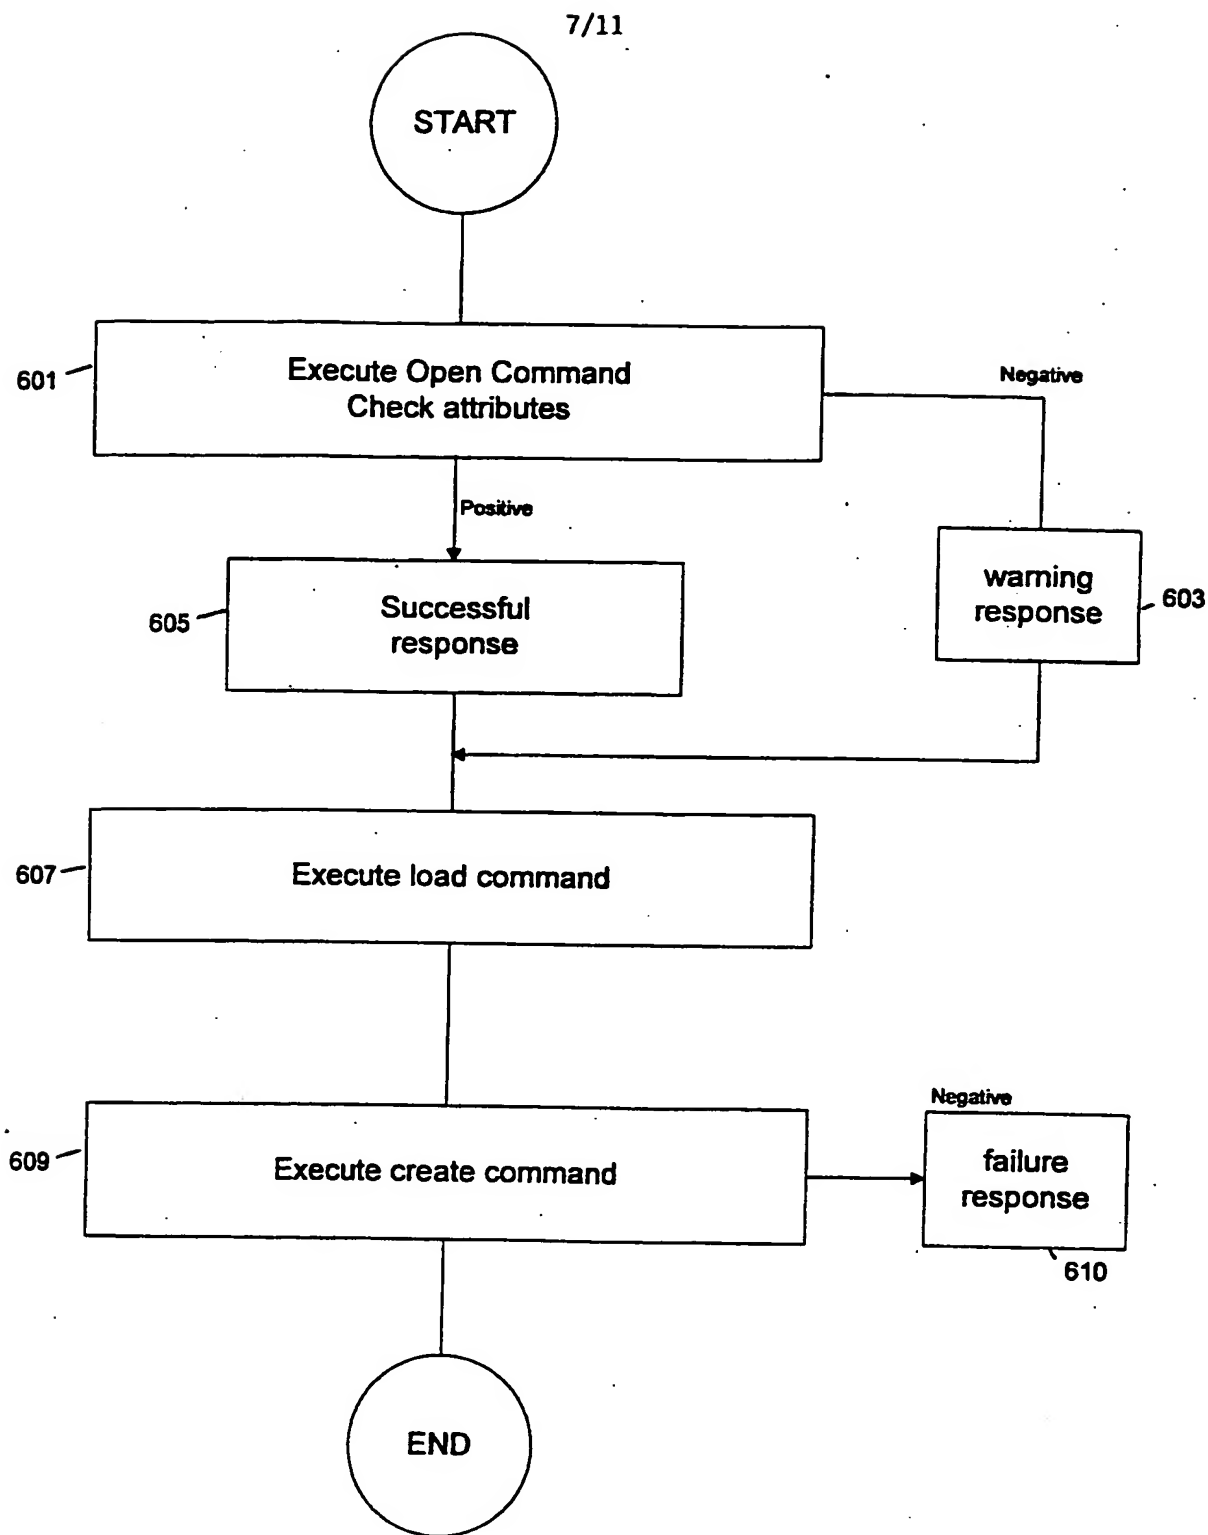 7/11
START
601
Execute Open Command
Check attributes
Negative
Positive
605
Successful
response
warning
response
603
607
Execute load command
609
Execute create command
Negative
failure
response
610
END